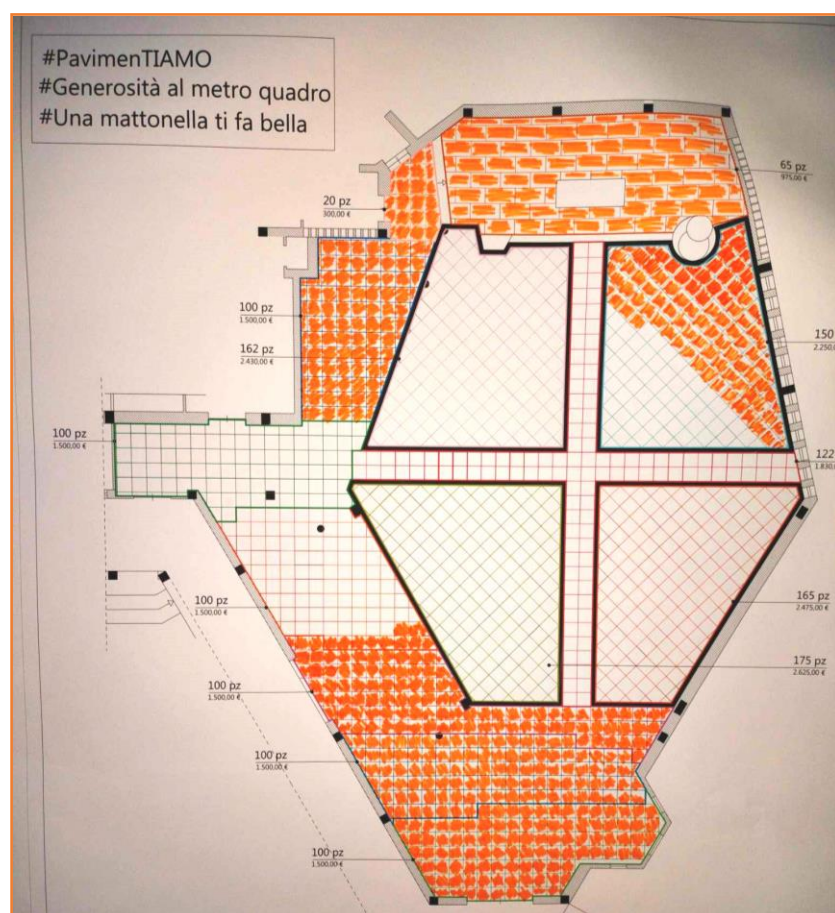 #PavimenTIAMO
#Generosità al metro quadro
#Una mattonella ti fa bella
65 pz
975,00 €
20 pz
300,00 €
100 pz
1.500,00 €
150
2.250,
162 pz
2.430,00 €
100 pz
1.500,00 €
122
1.830,
165 pz
2.475,00 €
100 pz
1.500,00 €
175 pz
2.625,00 €
100 pz
1.500,00 €
100 pz
1.500,00 €
100 pz
1.500,00 €